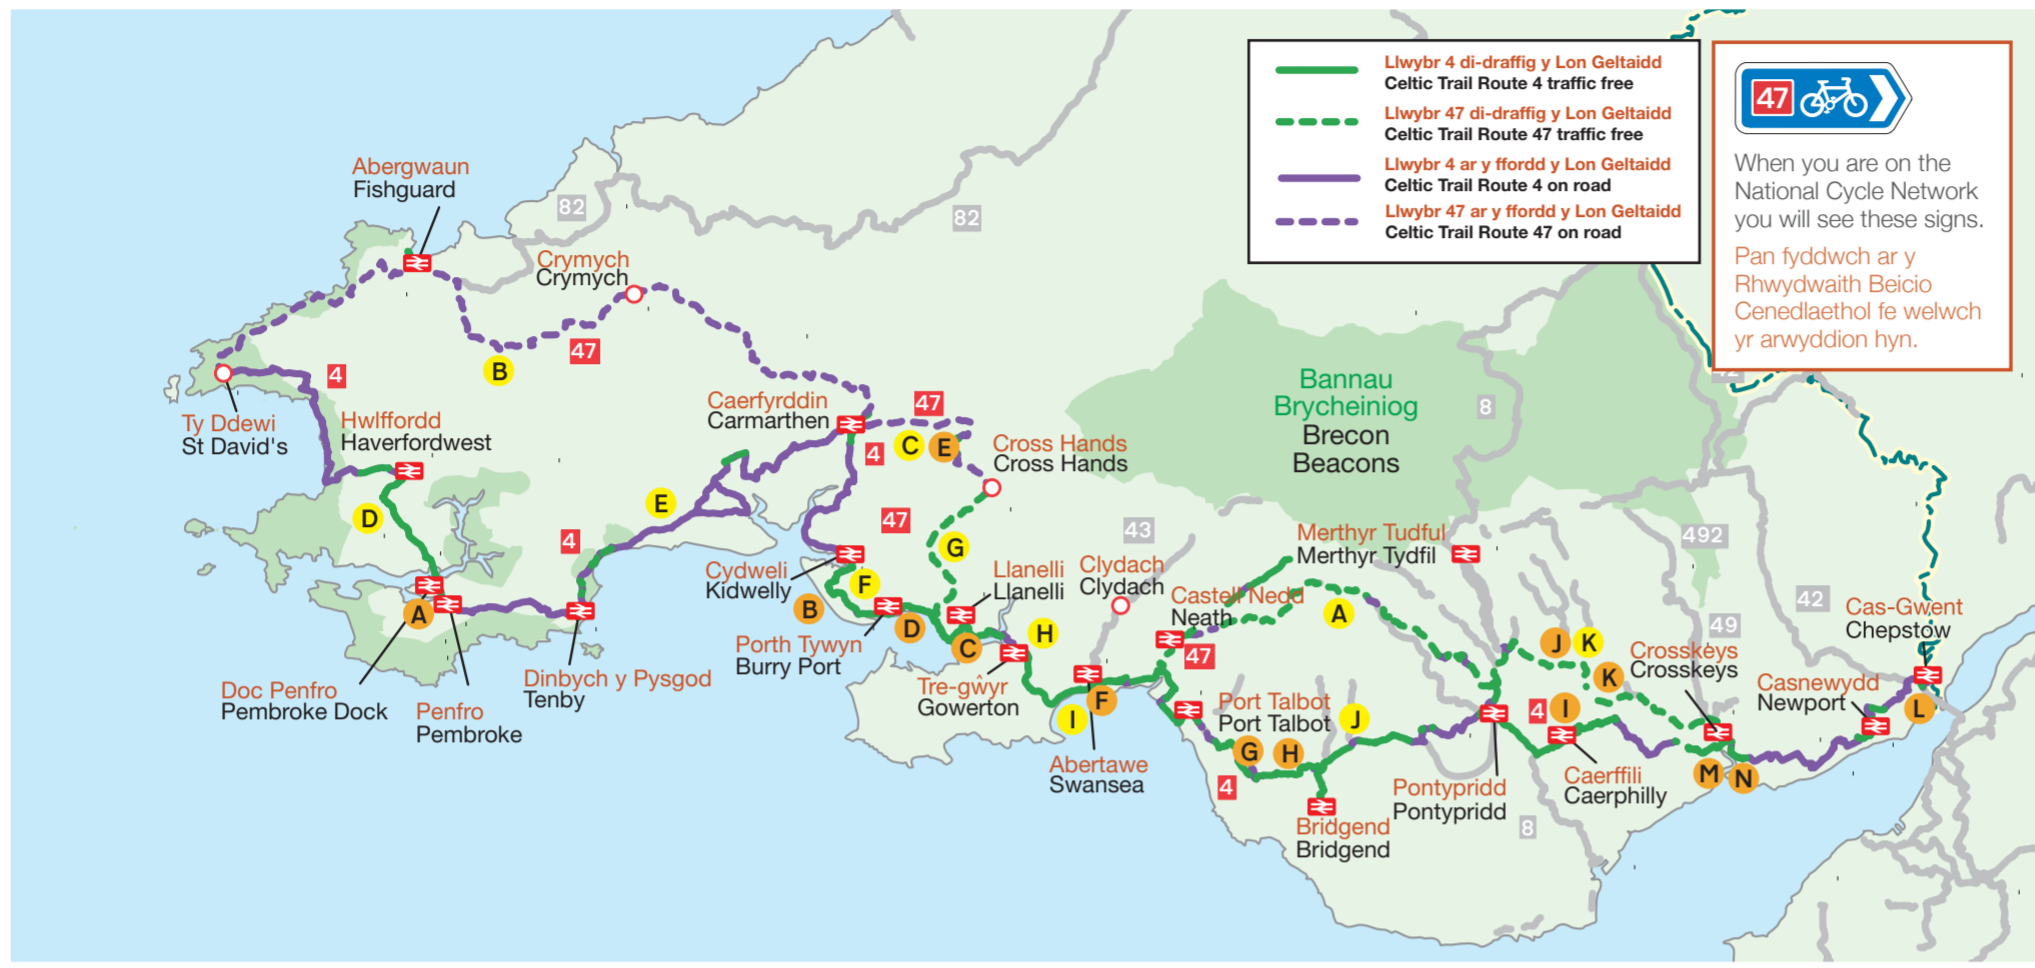 Llwybr 4 di-draffig y Lon Geltaidd
Celtic Trail Route 4 traffic free
Llwybr 47 di-draffig y Lon Geltaidd
Celtic Trail Route 47 traffic free
Llwybr 4 ar y ffordd y Lon Geltaidd
Celtic Trail Route 4 on road
Llwybr 47 ar y ffordd y Lon Geltaidd
Celtic Trail Route 47 on road
47
When you are on the
National Cycle Network
you will see these signs.
Pan fyddwch ar y
Rhwydwaith Beicio
Cenedlaethol fe welwch
yr arwyddion hyn.
Abergwaun
Fishguard
82
82
Crymych
Crymych
47
B
4
Ty Ddewi
St David's
Hwlffordd
Haverfordwest
D
E
4
A
Doc Penfro
Pembroke Dock
Penfro
Pembroke
Dinbych y Pysgod
Tenby
Caerfyrddin
Carmarthen
47
4
C
E
Cross Hands
Cross Hands
47
G
Cydweli
Kidwelly
B
F
D
Porth Tywyn
Burry Port
Llanelli
Llanelli
C
H
Tre-gŵyr
Gowerton
43
Clydach
Clydach
Castell Nedd
Neath
47
I
F
Abertawe
Swansea
Bannau
Brycheiniog
Brecon
Beacons
8
Merthyr Tudful
Merthyr Tydfil
A
Port Talbot
Port Talbot
J
G
H
4
Bridgend
Bridgend
Pontypridd
Pontypridd
8
4
I
Caerffili
Caerphilly
J
K
K
Crosskeys
Crosskeys
492
49
42
M
N
Casnewydd
Newport
Cas-Gwent
Chepstow
L